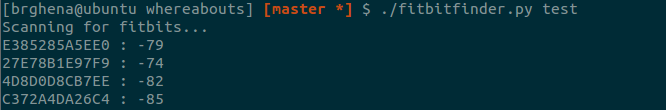 [brghena@ubuntu whereabouts] [master *] $ ./fitbitfinder.py test
Scanning for fitbits...
E385285A5EE0 : -79
27E78B1E97F9 : -74
4D8D0D8CB7EE : -82
C372A4DA26C4 : -85